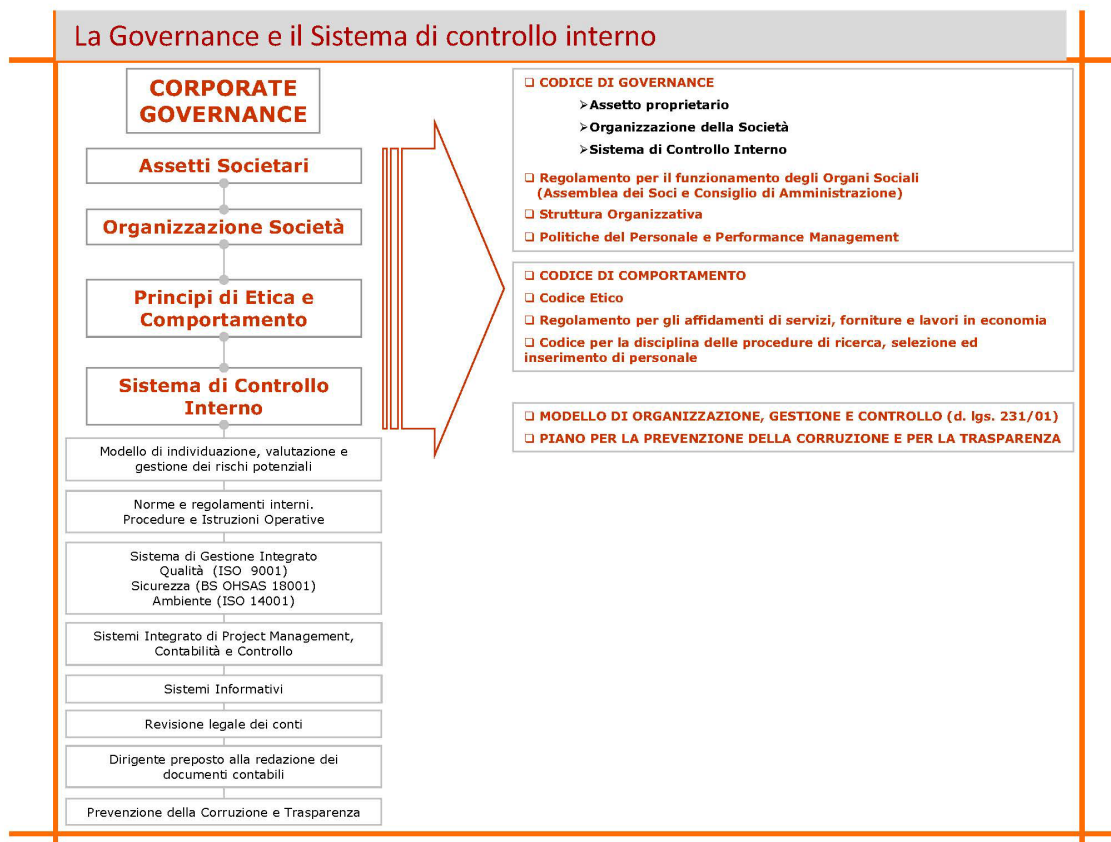 La Governance e il Sistema di controllo interno
CORPORATE
GOVERNANCE
Assetti Societari
Organizzazione Società
Principi di Etica e
Comportamento
Sistema di Controllo
Interno
Modello di individuazione, valutazione e
gestione dei rischi potenziali
Norme e regolamenti interni.
Procedure e Istruzioni Operative
Sistema di Gestione Integrato
Qualità (ISO 9001)
Sicurezza (BS OHSAS 18001)
Ambiente (ISO 14001)
Sistemi Integrato di Project Management,
Contabilità e Controllo
Sistemi Informativi
Revisione legale dei conti
Dirigente preposto alla redazione dei
documenti contabili
Prevenzione della Corruzione e Trasparenza
❑ CODICE DI GOVERNANCE
➢Assetto proprietario
➢Organizzazione della Società
➢Sistema di Controllo Interno
❑ Regolamento per il funzionamento degli Organi Sociali
(Assemblea dei Soci e Consiglio di Amministrazione)
❑ Struttura Organizzativa
❑ Politiche del Personale e Performance Management
❑ CODICE DI COMPORTAMENTO
❑ Codice Etico
❑ Regolamento per gli affidamenti di servizi, forniture e lavori in economia
❑ Codice per la disciplina delle procedure di ricerca, selezione ed
inserimento di personale
❑ MODELLO DI ORGANIZZAZIONE, GESTIONE E CONTROLLO (d. lgs. 231/01)
❑ PIANO PER LA PREVENZIONE DELLA CORRUZIONE E PER LA TRASPARENZA